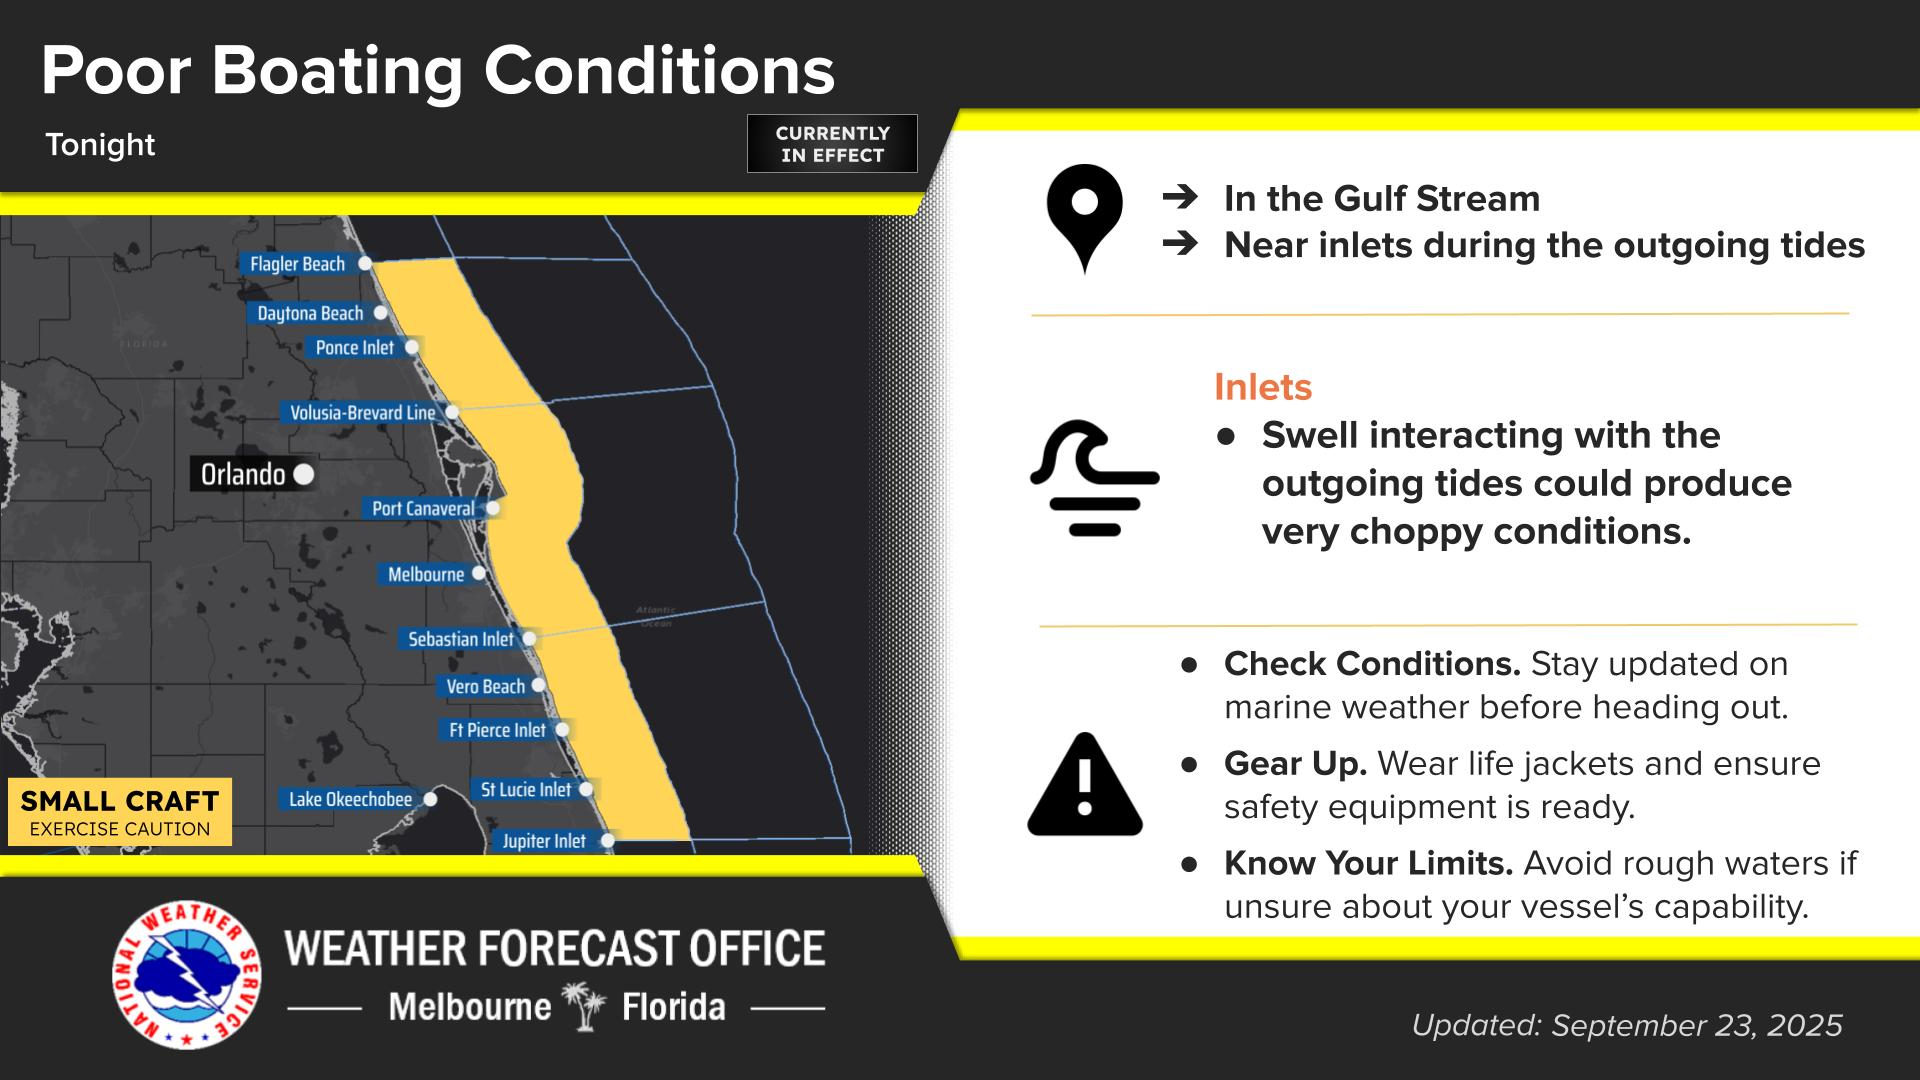 Poor Boating Conditions
Tonight
CURRENTLY
IN EFFECT
Flagler Beach
Daytona Beach
Ponce Inlet
FLORIDA
Volusia-Brevard Line
Orlando
Port Canaveral
Melbourne
Atlantic
Ocean
Sebastian Inlet
Vero Beach
Ft Pierce Inlet
St Lucie Inlet
Lake Okeechobee
Jupiter Inlet
SMALL CRAFT
EXERCISE CAUTION
➔ In the Gulf Stream
➔ Near inlets during the outgoing tides
Inlets
● Swell interacting with the
outgoing tides could produce
very choppy conditions.
● Check Conditions. Stay updated on
marine weather before heading out.
● Gear Up. Wear life jackets and ensure
safety equipment is ready.
● Know Your Limits. Avoid rough waters if
unsure about your vessel’s capability.
NATIONAL WEATHER SERVICE
WEATHER FORECAST OFFICE
Melbourne Florida
Updated: September 23, 2025